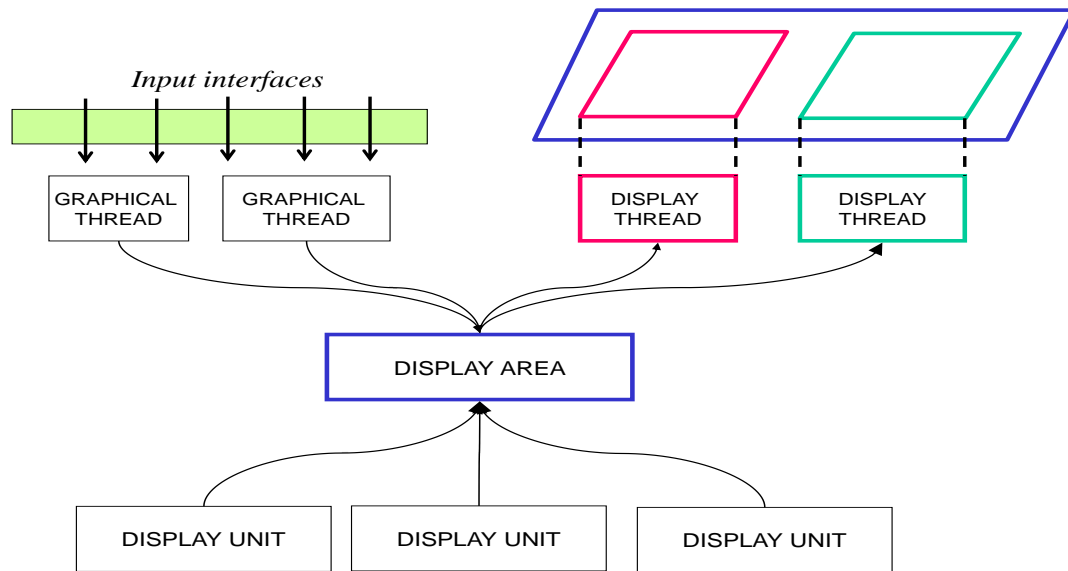 Input interfaces
GRAPHICAL
THREAD
GRAPHICAL
THREAD
DISPLAY
THREAD
DISPLAY
THREAD
DISPLAY AREA
DISPLAY UNIT
DISPLAY UNIT
DISPLAY UNIT